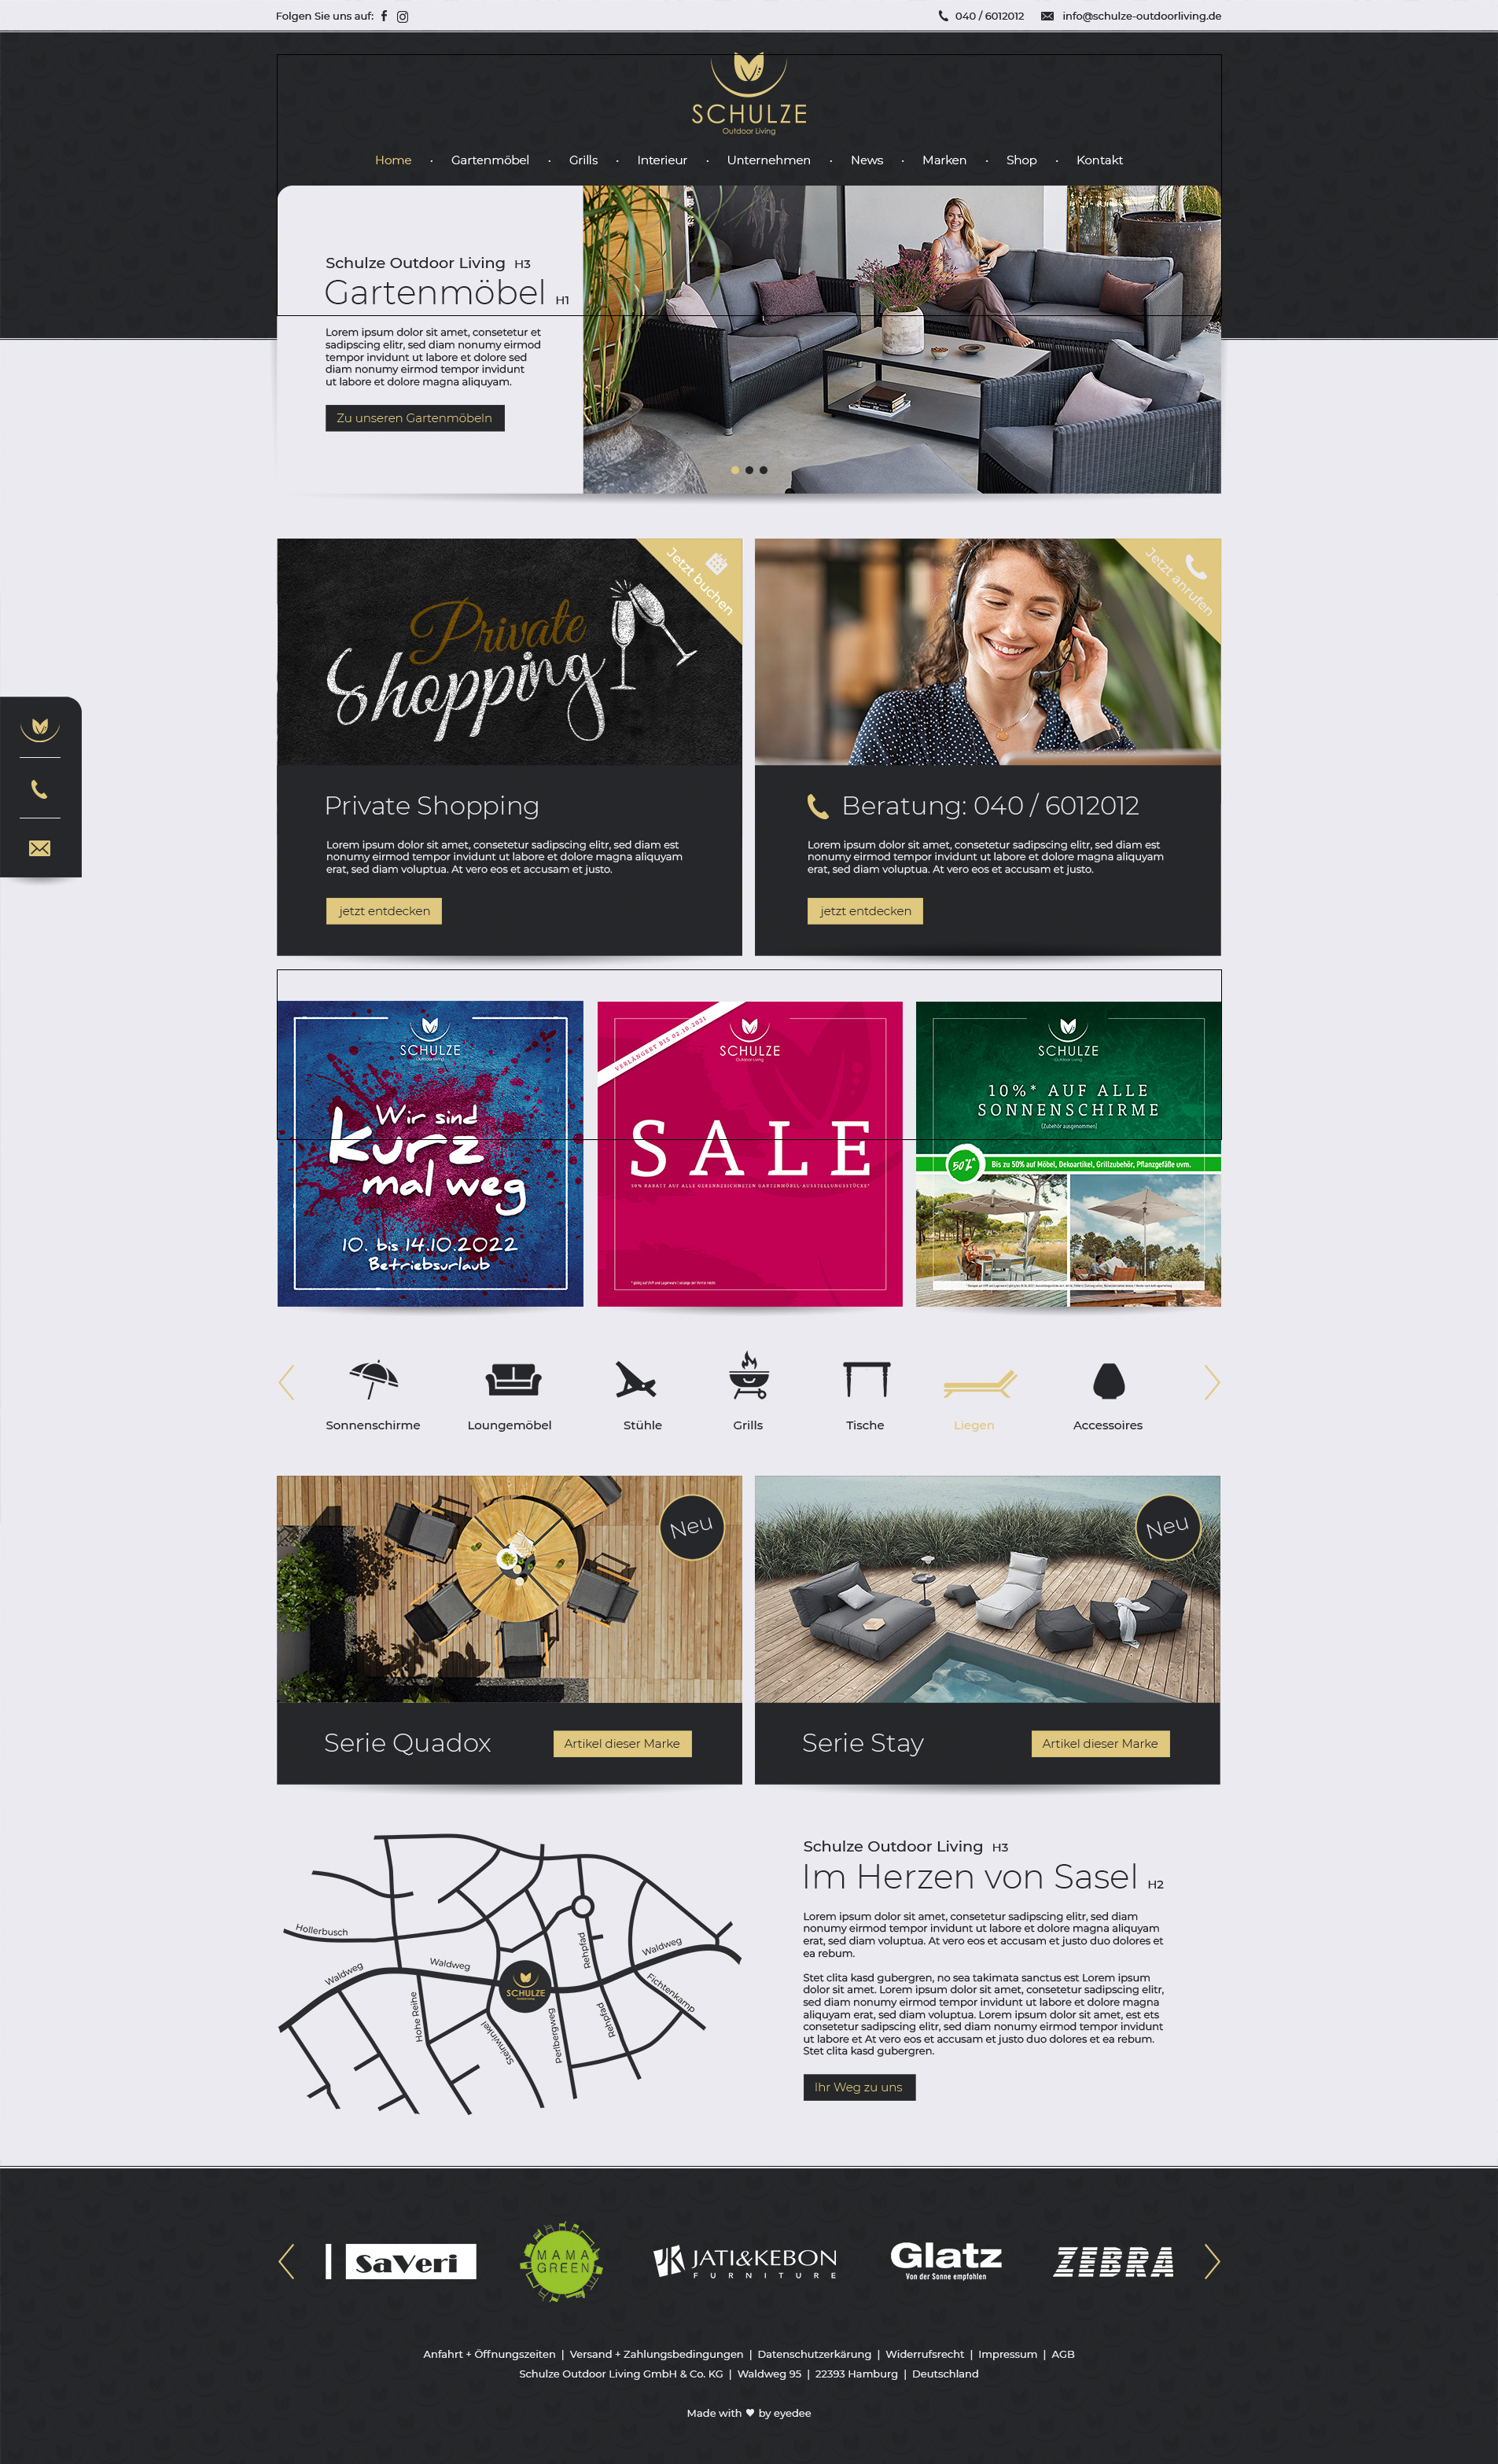 Folgen Sie uns auf:
040 / 6012012
info@schulze-outdoorliving.de
SCHULZE
Outdoor Living
Home · Gartenmöbel · Grills · Interieur · Unternehmen · News · Marken · Shop · Kontakt
Schulze Outdoor Living H3
Gartenmöbel H1
Lorem ipsum dolor sit amet, consetetur et
sadipscing elitr, sed diam nonumy eirmod
tempor invidunt ut labore et dolore sed
diam nonumy eirmod tempor invidunt
ut labore et dolore magna aliquyam.
Zu unseren Gartenmöbeln
Private
Shopping
Jetzt buchen
Jetzt anrufen
Private Shopping
Lorem ipsum dolor sit amet, consetetur sadipscing elitr, sed diam est
nonumy eirmod tempor invidunt ut labore et dolore magna aliquyam
erat, sed diam voluptua. At vero eos et accusam et justo.
jetzt entdecken
Beratung: 040 / 6012012
Lorem ipsum dolor sit amet, consetetur sadipscing elitr, sed diam est
nonumy eirmod tempor invidunt ut labore et dolore magna aliquyam
erat, sed diam voluptua. At vero eos et accusam et justo.
jetzt entdecken
SCHULZE
Outdoor Living
Wir sind
kurz
mal weg
10. bis 14.10.2022
Betriebsurlaub
VERLÄNGERT BIS 02.10.2021
SCHULZE
Outdoor Living
SALE
50% RABATT AUF ALLE GEKENNZEICHNETEN GARTENMÖBEL-AUSSTELLUNGSSTÜCKE*
SCHULZE
Outdoor Living
10%* AUF ALLE
SONNENSCHIRME
(Zubehör ausgenommen)
50%*
Bis zu 50% auf Möbel, Dekoartikel, Grillzubehör, Pflanzgefäße uvm.
Sonnenschirme
Loungemöbel
Stühle
Grills
Tische
Liegen
Accessoires
Neu
Neu
Serie Quadox
Artikel dieser Marke
Serie Stay
Artikel dieser Marke
Hollerbusch
Waldweg
Waldweg
Waldweg
Rehpfad
Fichtenkamp
Hohe Reihe
Steinwinkel
Perlbergweg
Rehpfad
SCHULZE
Outdoor Living
Schulze Outdoor Living H3
Im Herzen von Sasel H2
Lorem ipsum dolor sit amet, consetetur sadipscing elitr, sed diam
nonumy eirmod tempor invidunt ut labore et dolore magna aliquyam
erat, sed diam voluptua. At vero eos et accusam et justo duo dolores et
ea rebum.
Stet clita kasd gubergren, no sea takimata sanctus est Lorem ipsum
dolor sit amet. Lorem ipsum dolor sit amet, consetetur sadipscing elitr,
sed diam nonumy eirmod tempor invidunt ut labore et dolore magna
aliquyam erat, sed diam voluptua. Lorem ipsum dolor sit amet, est ets
consetetur sadipscing elitr, sed diam nonumy eirmod tempor invidunt
ut labore et At vero eos et accusam et justo duo dolores et ea rebum.
Stet clita kasd gubergren.
Ihr Weg zu uns
SaVeri
MAMA
GREEN
JATI&KEBON
FURNITURE
Glatz
Von der Sonne empfohlen
ZEBRA
Anfahrt + Öffnungszeiten | Versand + Zahlungsbedingungen | Datenschutzerkärung | Widerrufsrecht | Impressum | AGB
Schulze Outdoor Living GmbH & Co. KG | Waldweg 95 | 22393 Hamburg | Deutschland
Made with ♥ by eyedee